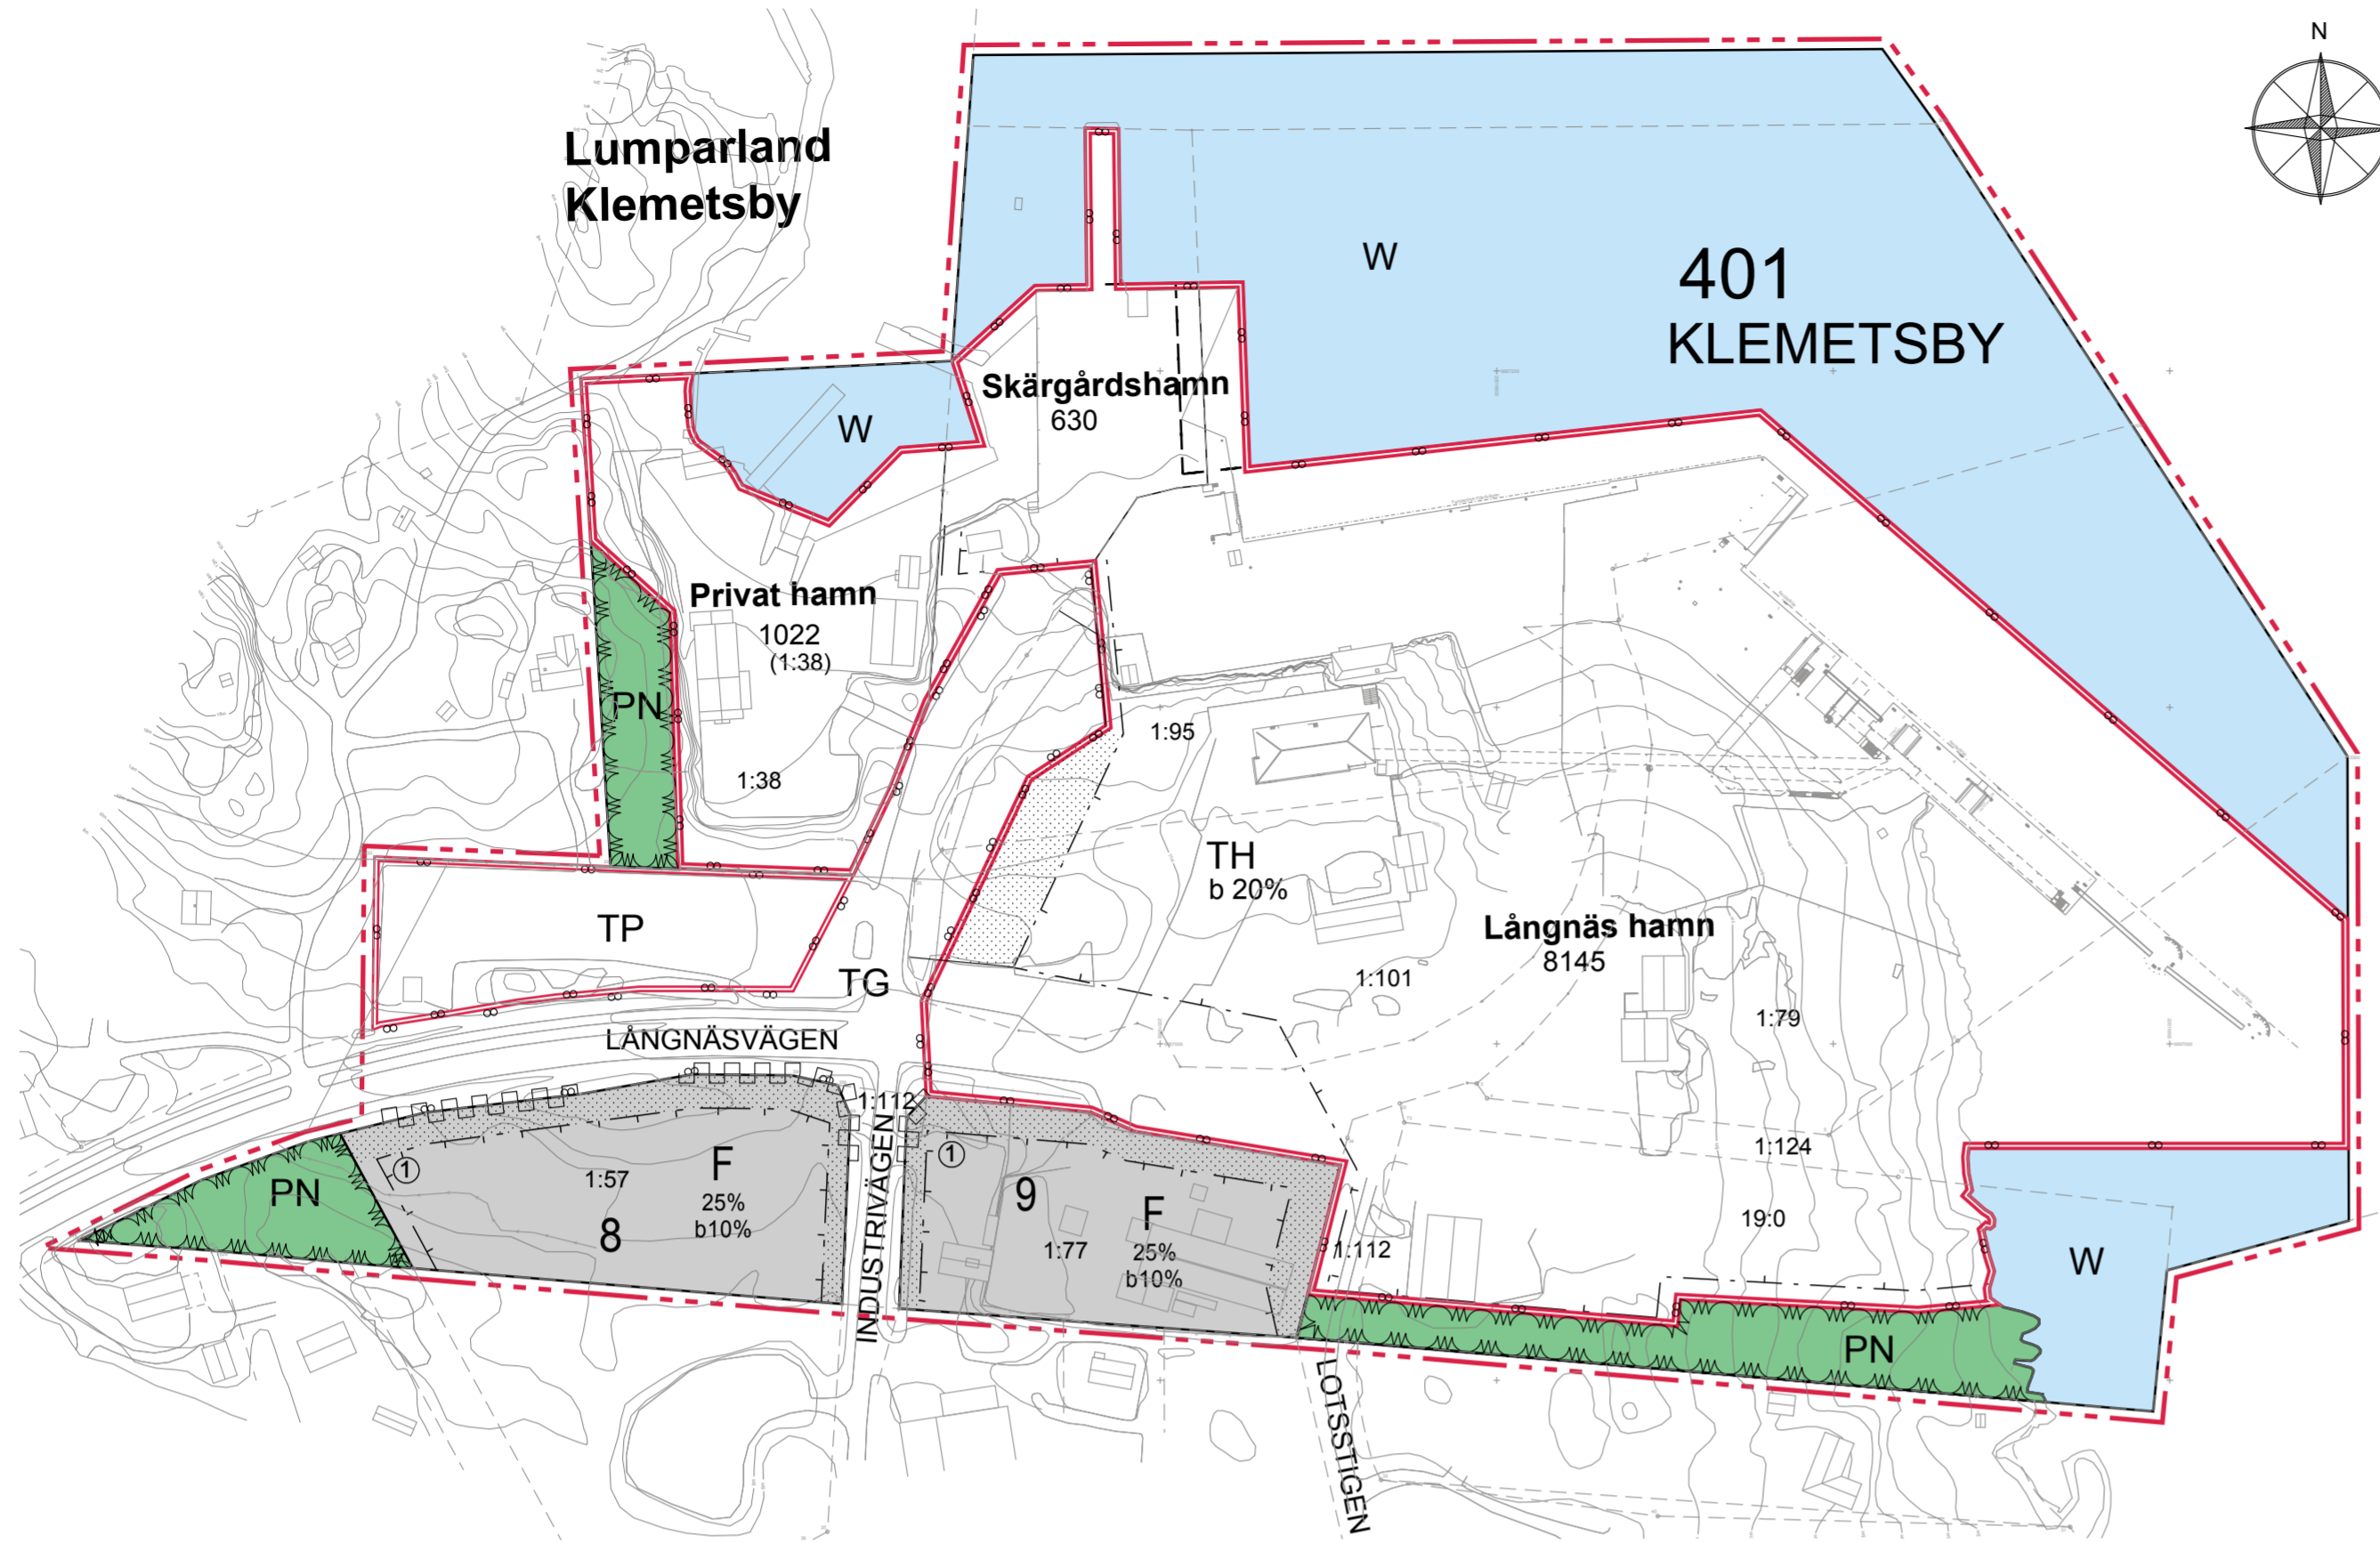 N
Lumparland
Klemetsby
W
401
KLEMETSBY
Skärgårdshamn
630
W
Privat hamn
1022
(1:38)
PN
1:95
1:38
TH
b 20%
TP
Långnäs hamn
8145
TG
1:101
1:79
LÅNGNÄSVÄGEN
1:112
INDUSTRIVÄGEN
1
1
1:57
F
25%
b10%
8
9
F
25%
b10%
1:77
PN
1:124
19:0
1:112
W
PN
LOTSSTIGEN